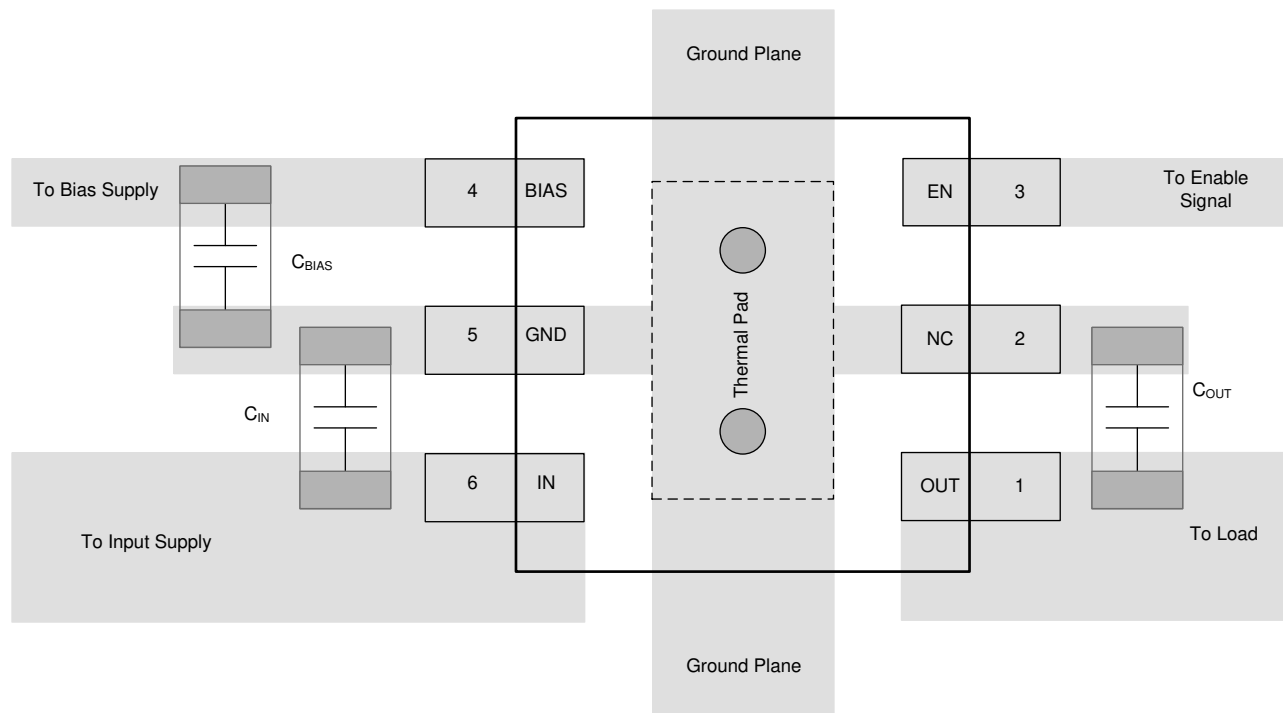 Ground Plane
To Bias Supply
4
BIAS
EN
3
To Enable
Signal
CBIAS
Thermal Pad
5
GND
NC
2
CIN
COUT
6
IN
OUT
1
To Input Supply
To Load
Ground Plane